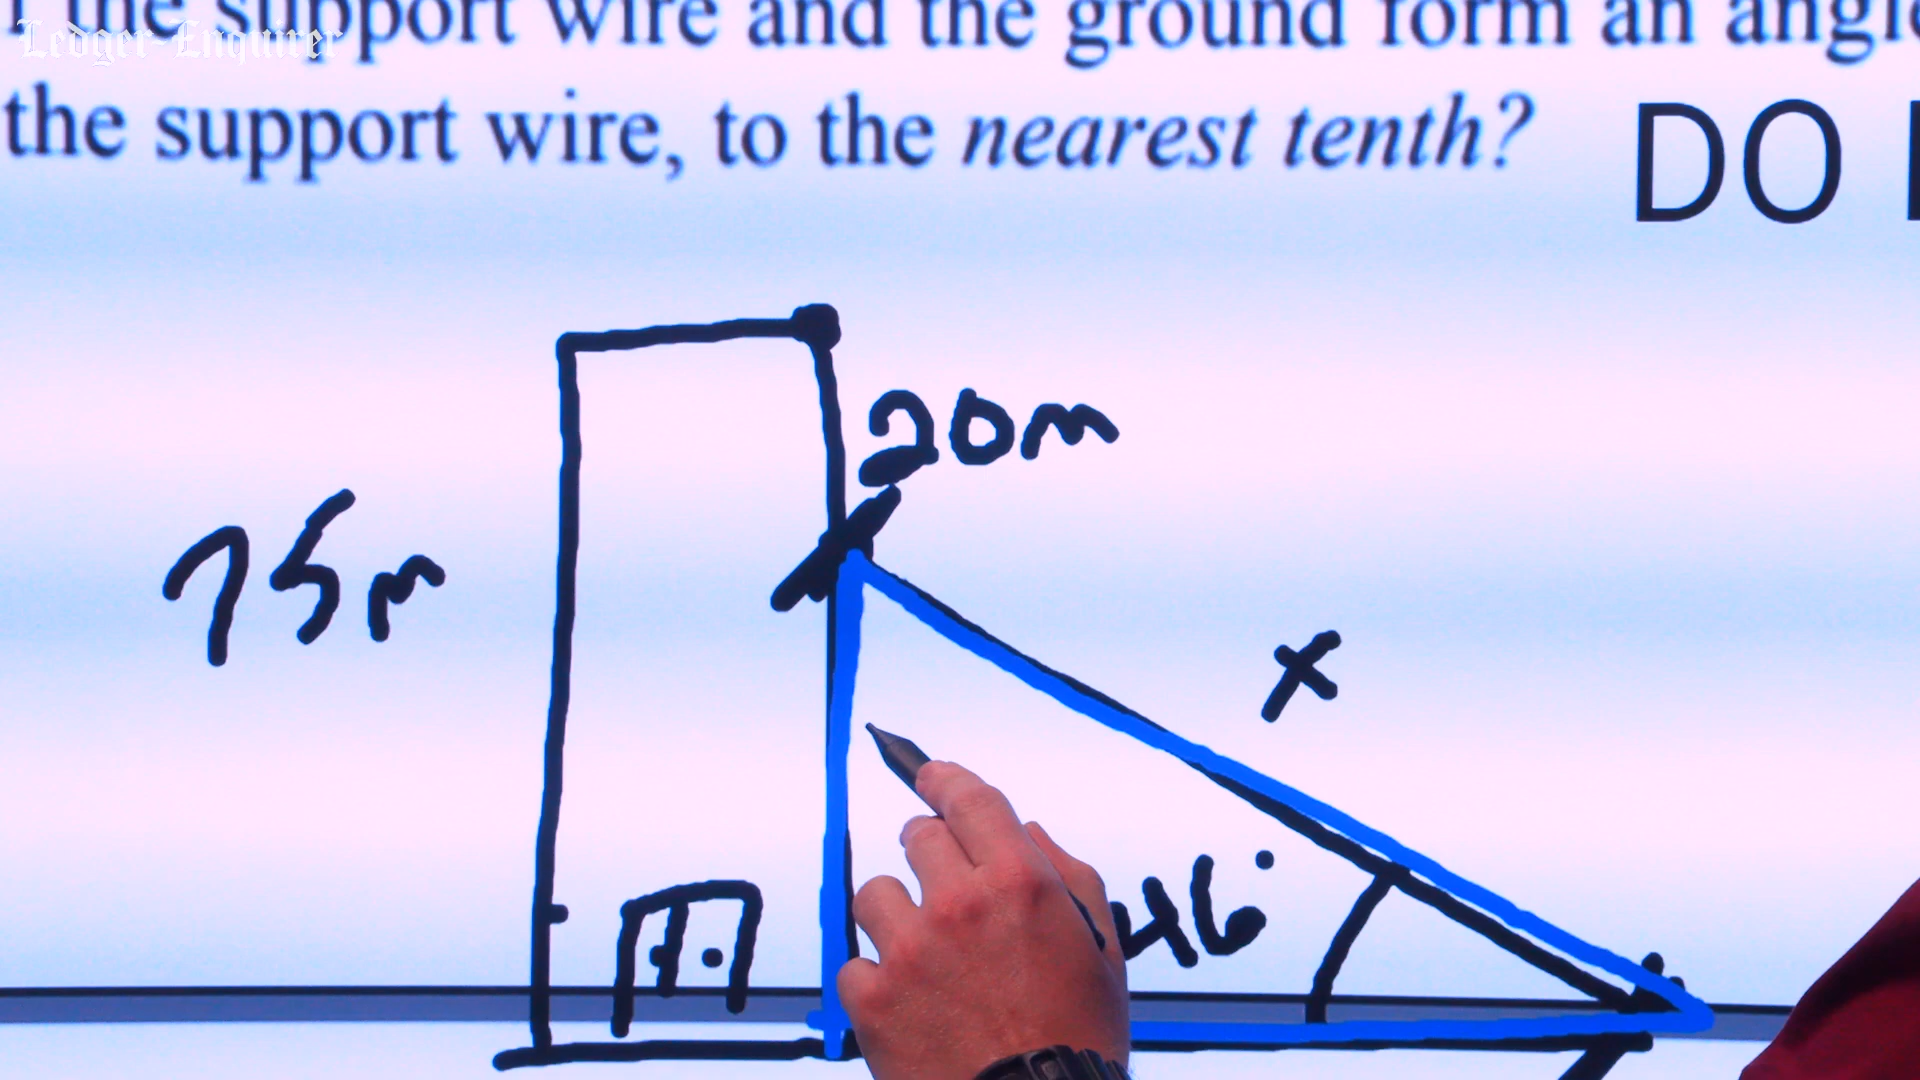 the support wire and the ground form an angle
Ledger-Enquirer
the support wire, to the nearest tenth?
DO
20m
75m
x
46°